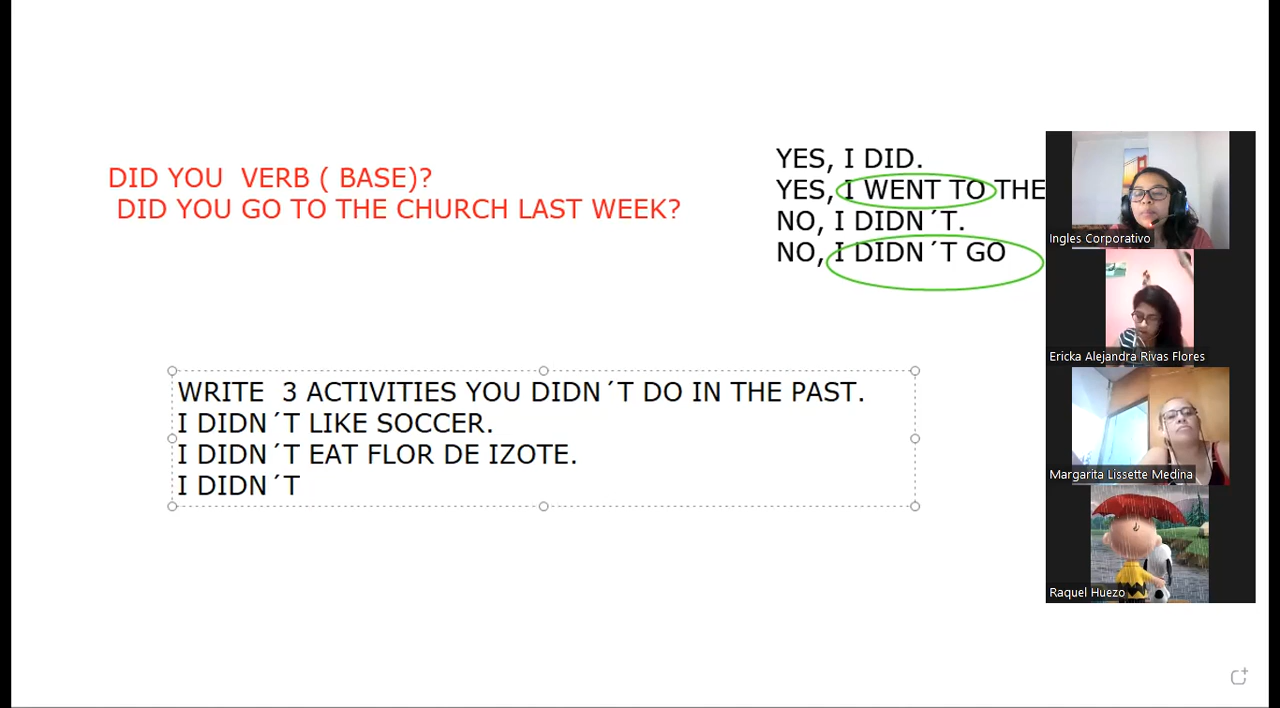 DID YOU  VERB ( BASE)?
DID YOU GO TO THE CHURCH LAST WEEK?
YES, I DID.
YES, I WENT TO THE
NO, I DIDN´T.
NO, I DIDN´T GO
WRITE  3 ACTIVITIES YOU DIDN´T DO IN THE PAST.
I DIDN´T LIKE SOCCER.
I DIDN´T EAT FLOR DE IZOTE.
I DIDN´T
Ingles Corporativo
Ericka Alejandra Rivas Flores
Margarita Lissette Medina
Raquel Huezo